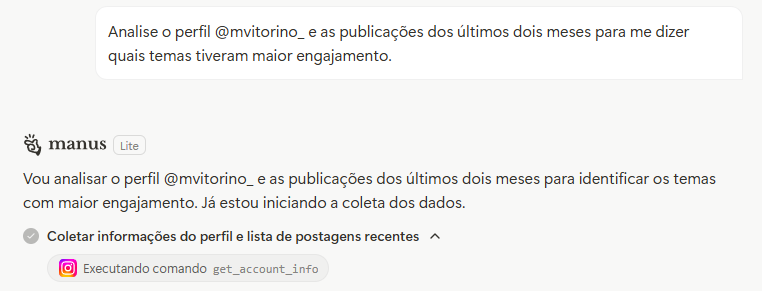 Analise o perfil @mvitorino_ e as publicações dos últimos dois meses para me dizer
quais temas tiveram maior engajamento.
manus Lite
Vou analisar o perfil @mvitorino_ e as publicações dos últimos dois meses para identificar os temas
com maior engajamento. Já estou iniciando a coleta dos dados.
Coletar informações do perfil e lista de postagens recentes
Executando comando get_account_info